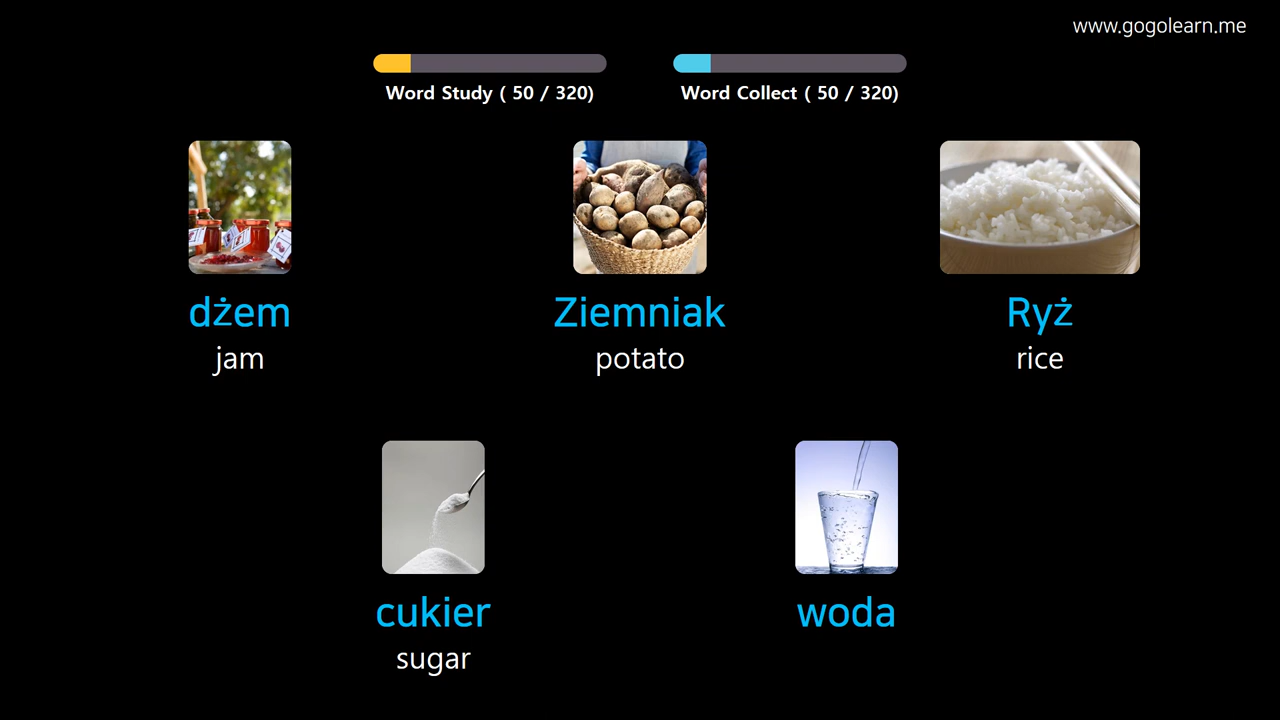 www.gogolearn.me
Word Study ( 50 / 320)
Word Collect ( 50 / 320)
dżem
jam
Ziemniak
potato
Ryż
rice
cukier
sugar
woda